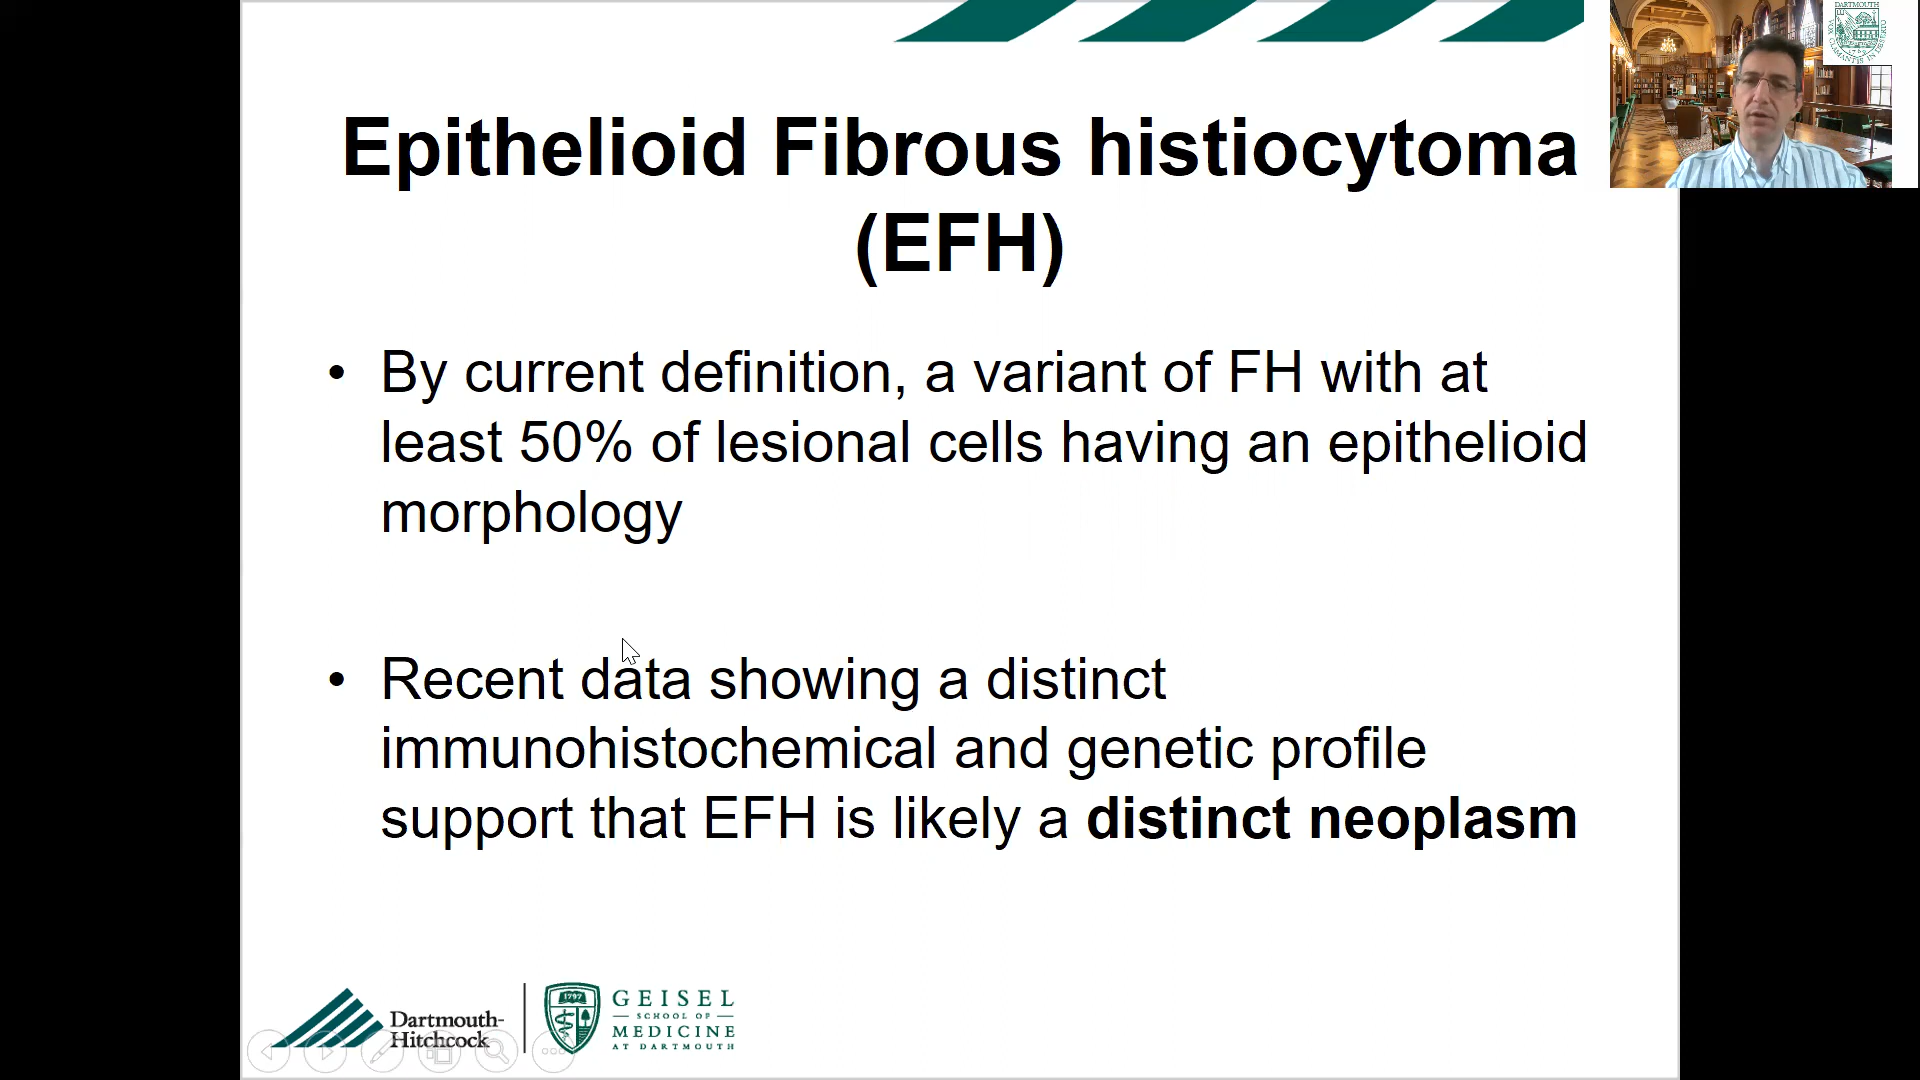 Epithelioid Fibrous histiocytoma
(EFH)
• By current definition, a variant of FH with at
least 50% of lesional cells having an epithelioid
morphology
• Recent data showing a distinct
immunohistochemical and genetic profile
support that EFH is likely a distinct neoplasm
Dartmouth-
Hitchcock
1797
GEISEL
SCHOOL OF
MEDICINE
AT DARTMOUTH
DARTMOUTH